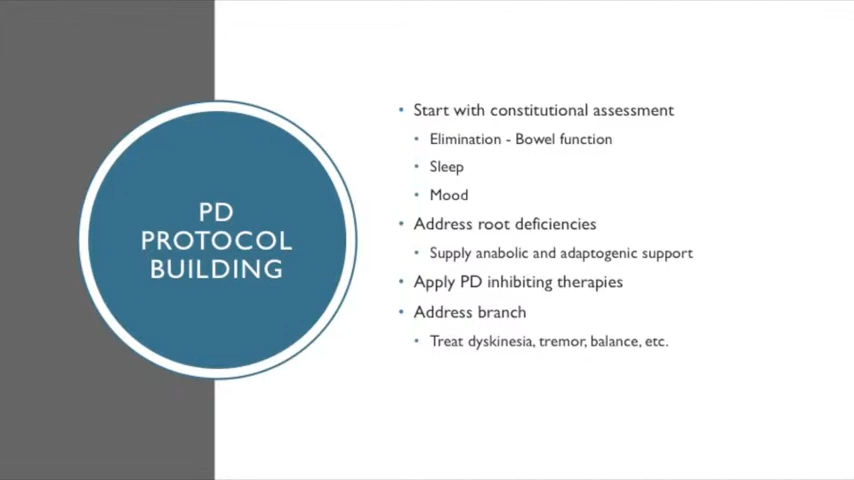 PD
PROTOCOL
BUILDING
• Start with constitutional assessment
• Elimination - Bowel function
• Sleep
• Mood
• Address root deficiencies
• Supply anabolic and adaptogenic support
• Apply PD inhibiting therapies
• Address branch
• Treat dyskinesia, tremor, balance, etc.